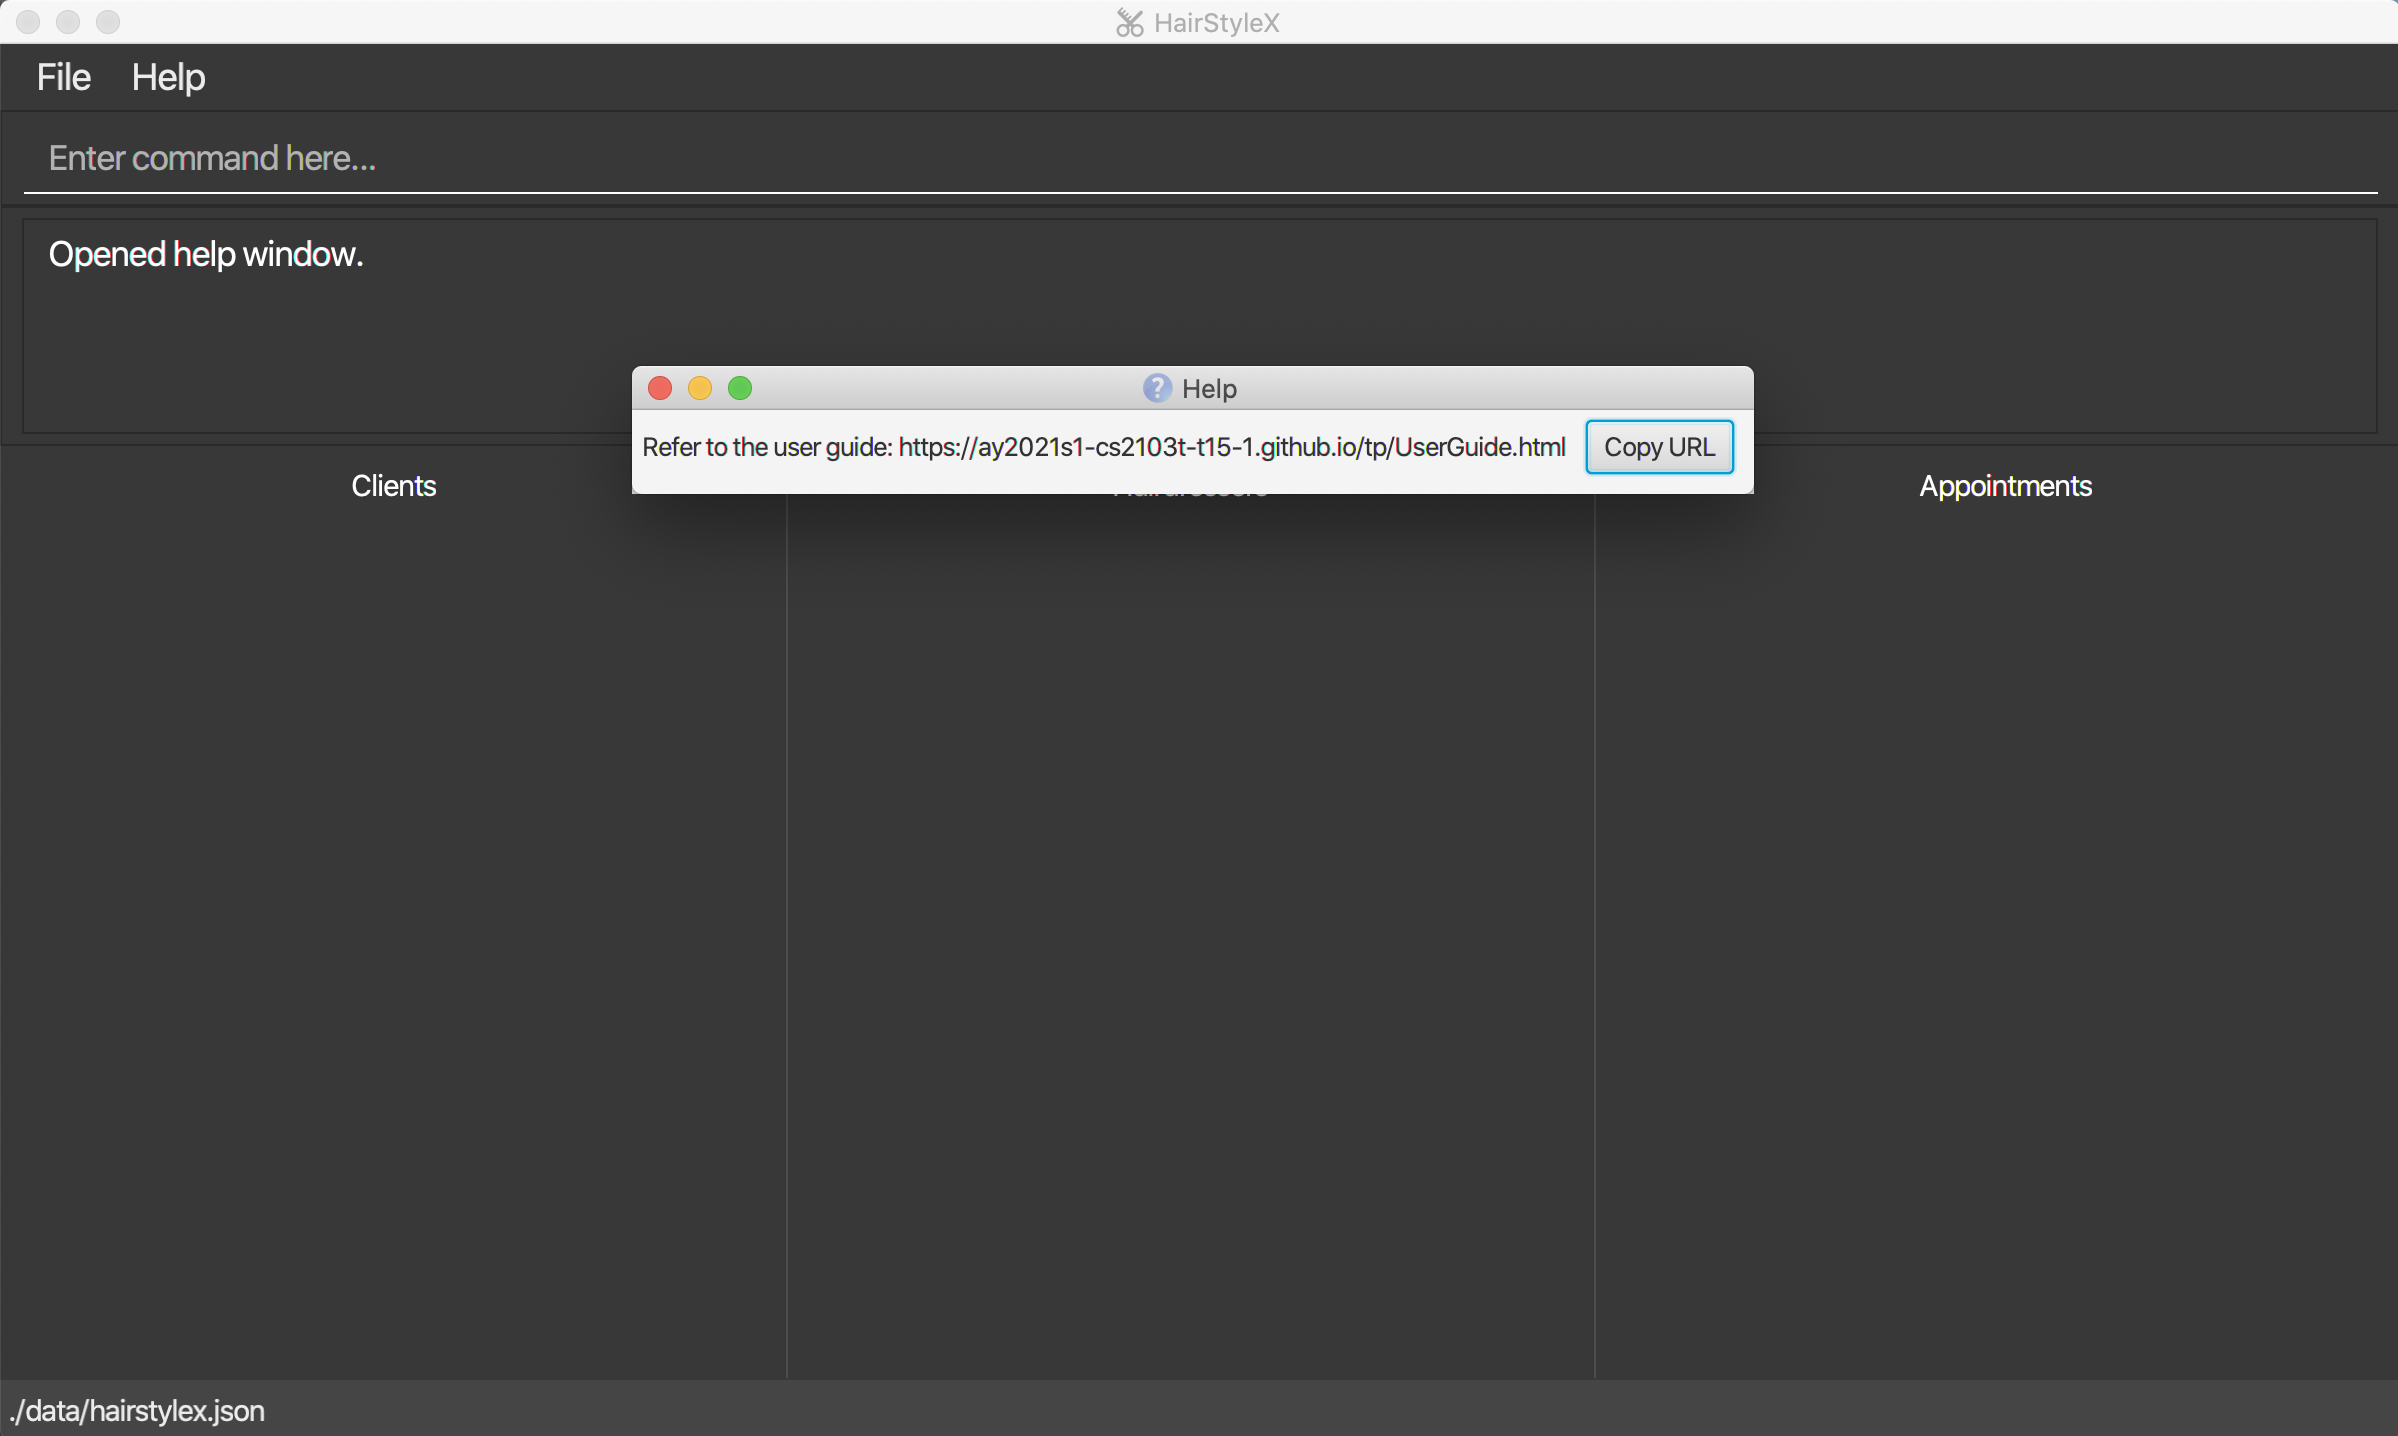 HairStyleX
File Help
Enter command here...
Opened help window.
Help
Refer to the user guide: https://ay2021s1-cs2103t-t15-1.github.io/tp/UserGuide.html Copy URL
Clients Appointments
./data/hairstylex.json